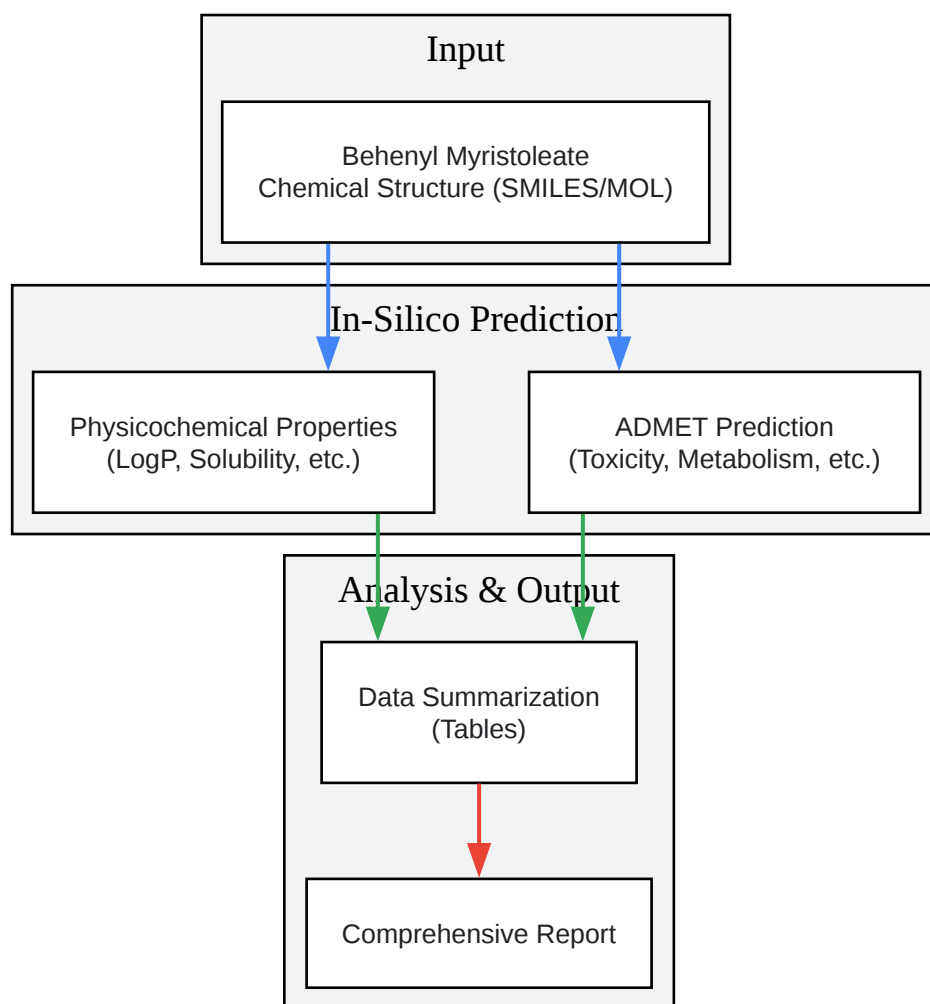 Input
Behenyl Myristoleate
Chemical Structure (SMILES/MOL)
In-Silico Prediction
Physicochemical Properties
(LogP, Solubility, etc.)
ADMET Prediction
(Toxicity, Metabolism, etc.)
Analysis & Output
Data Summarization
(Tables)
Comprehensive Report